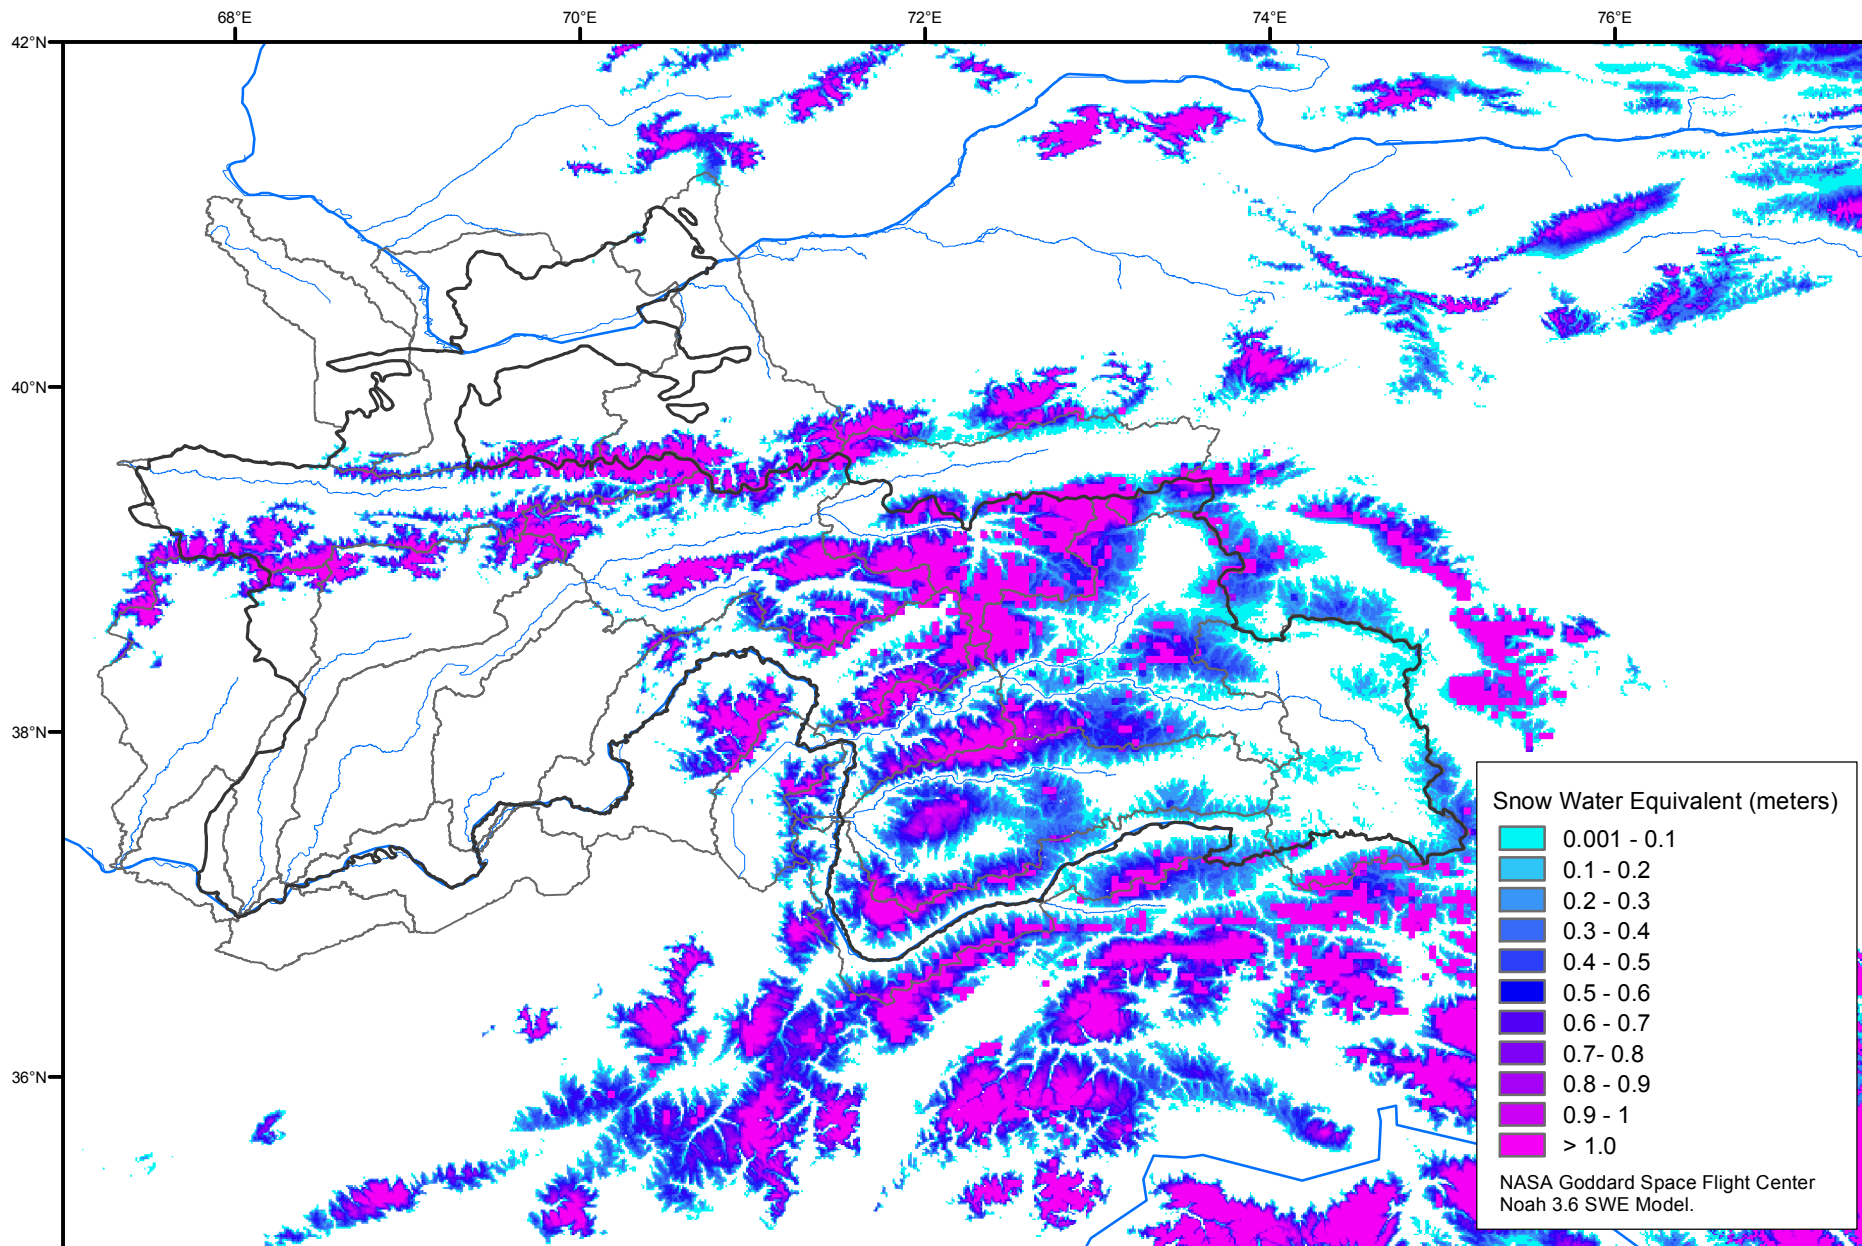 68°E
70°E
72°E
74°E
76°E
42°N
40°N
38°N
36°N
Snow Water Equivalent (meters)
0.001 - 0.1
0.1 - 0.2
0.2 - 0.3
0.3 - 0.4
0.4 - 0.5
0.5 - 0.6
0.6 - 0.7
0.7- 0.8
0.8 - 0.9
0.9 - 1
> 1.0
NASA Goddard Space Flight Center
Noah 3.6 SWE Model.